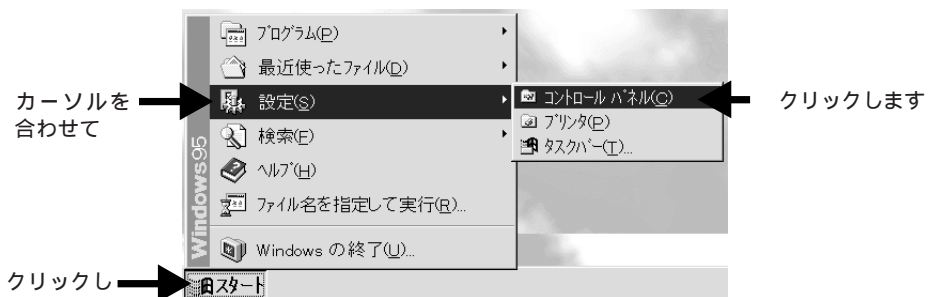 プログラム(P)
最近使ったファイル(D)
カーソルを
合わせて
設定(S)
コントロール パネル(C)
クリックします
プリンタ(P)
タスクバー(T)...
検索(F)
ヘルプ(H)
ファイル名を指定して実行(R)...
Windows の終了(U)...
Windows95
クリックし
スタート